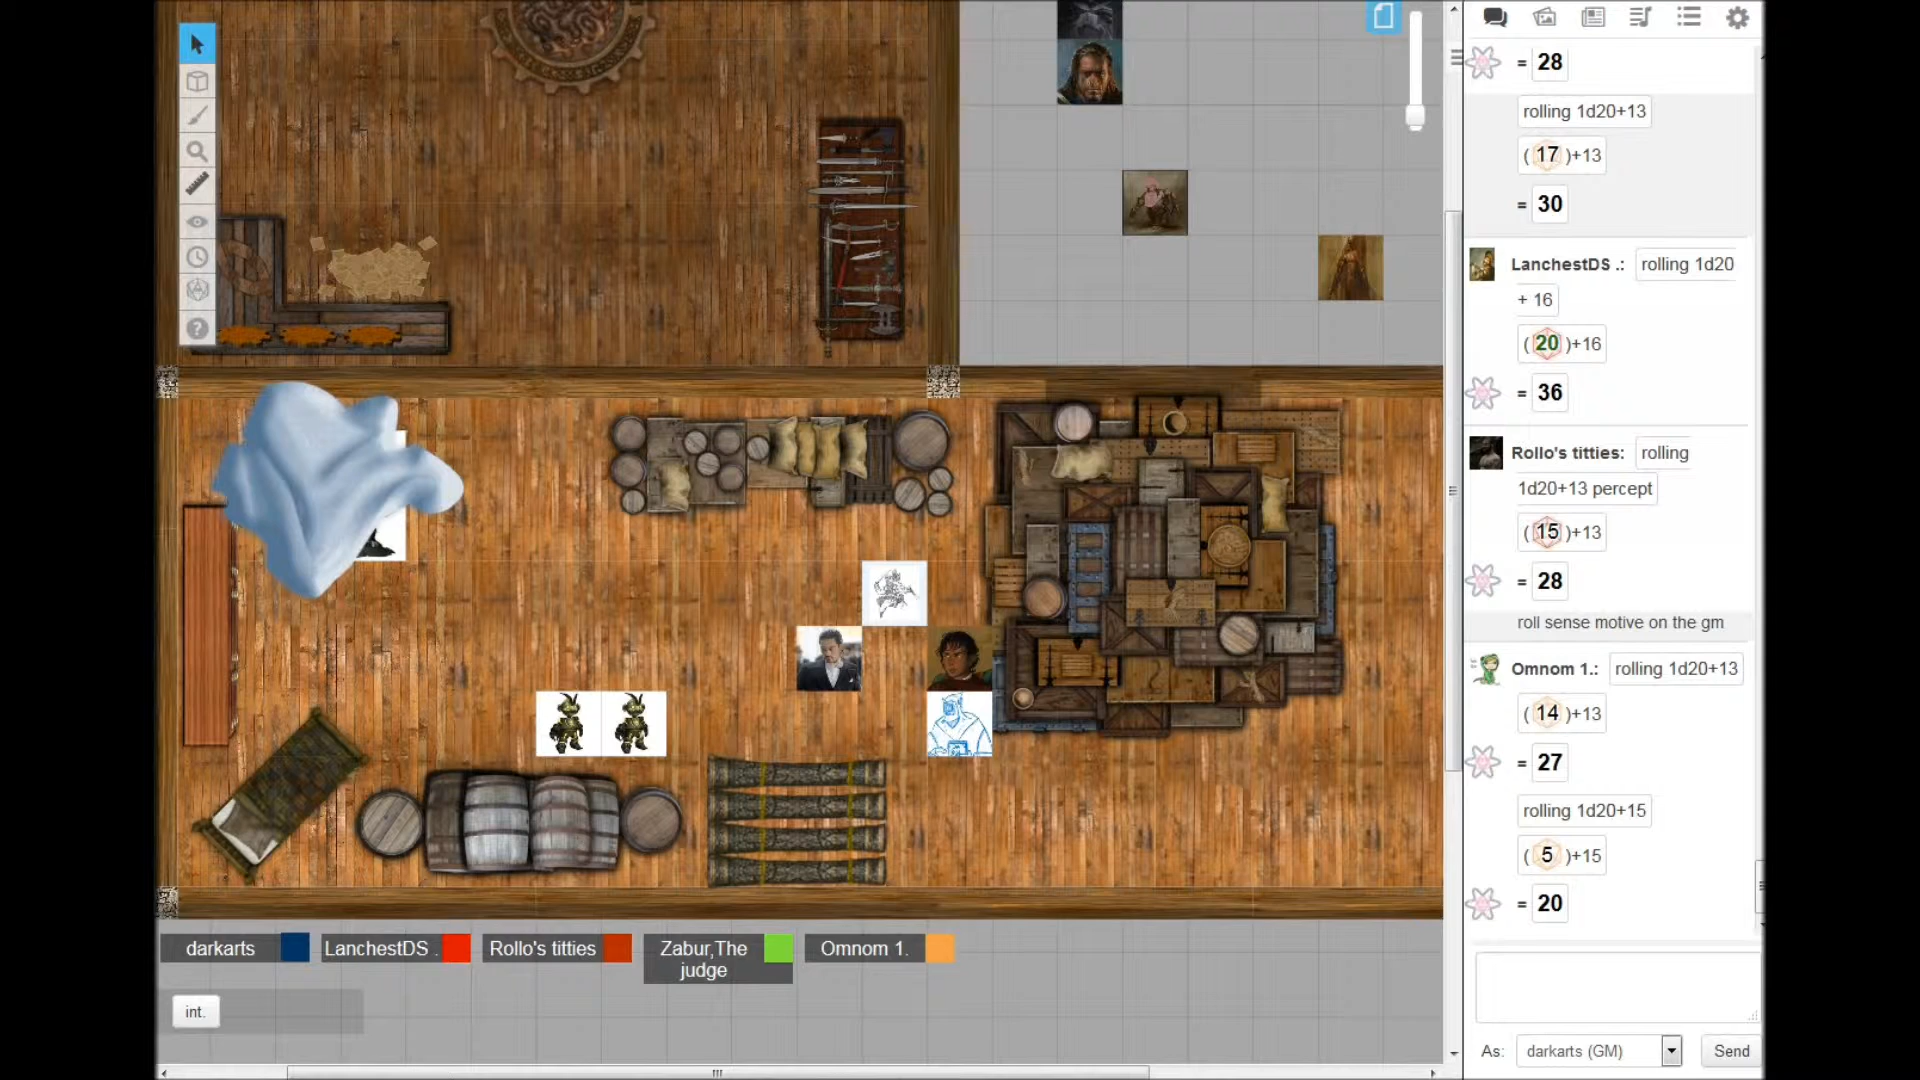 = 28
rolling 1d20+13
(17)+13
= 30
LanchestDS .: rolling 1d20
+ 16
(20)+16
= 36
Rollo's titties: rolling
1d20+13 percept
(15)+13
= 28
roll sense motive on the gm
Omnom 1.: rolling 1d20+13
(14)+13
= 27
rolling 1d20+15
(5)+15
= 20
darkarts LanchestDS . Rollo's titties Zabur,The Omnom 1.
judge
int.
As: darkarts (GM) Send